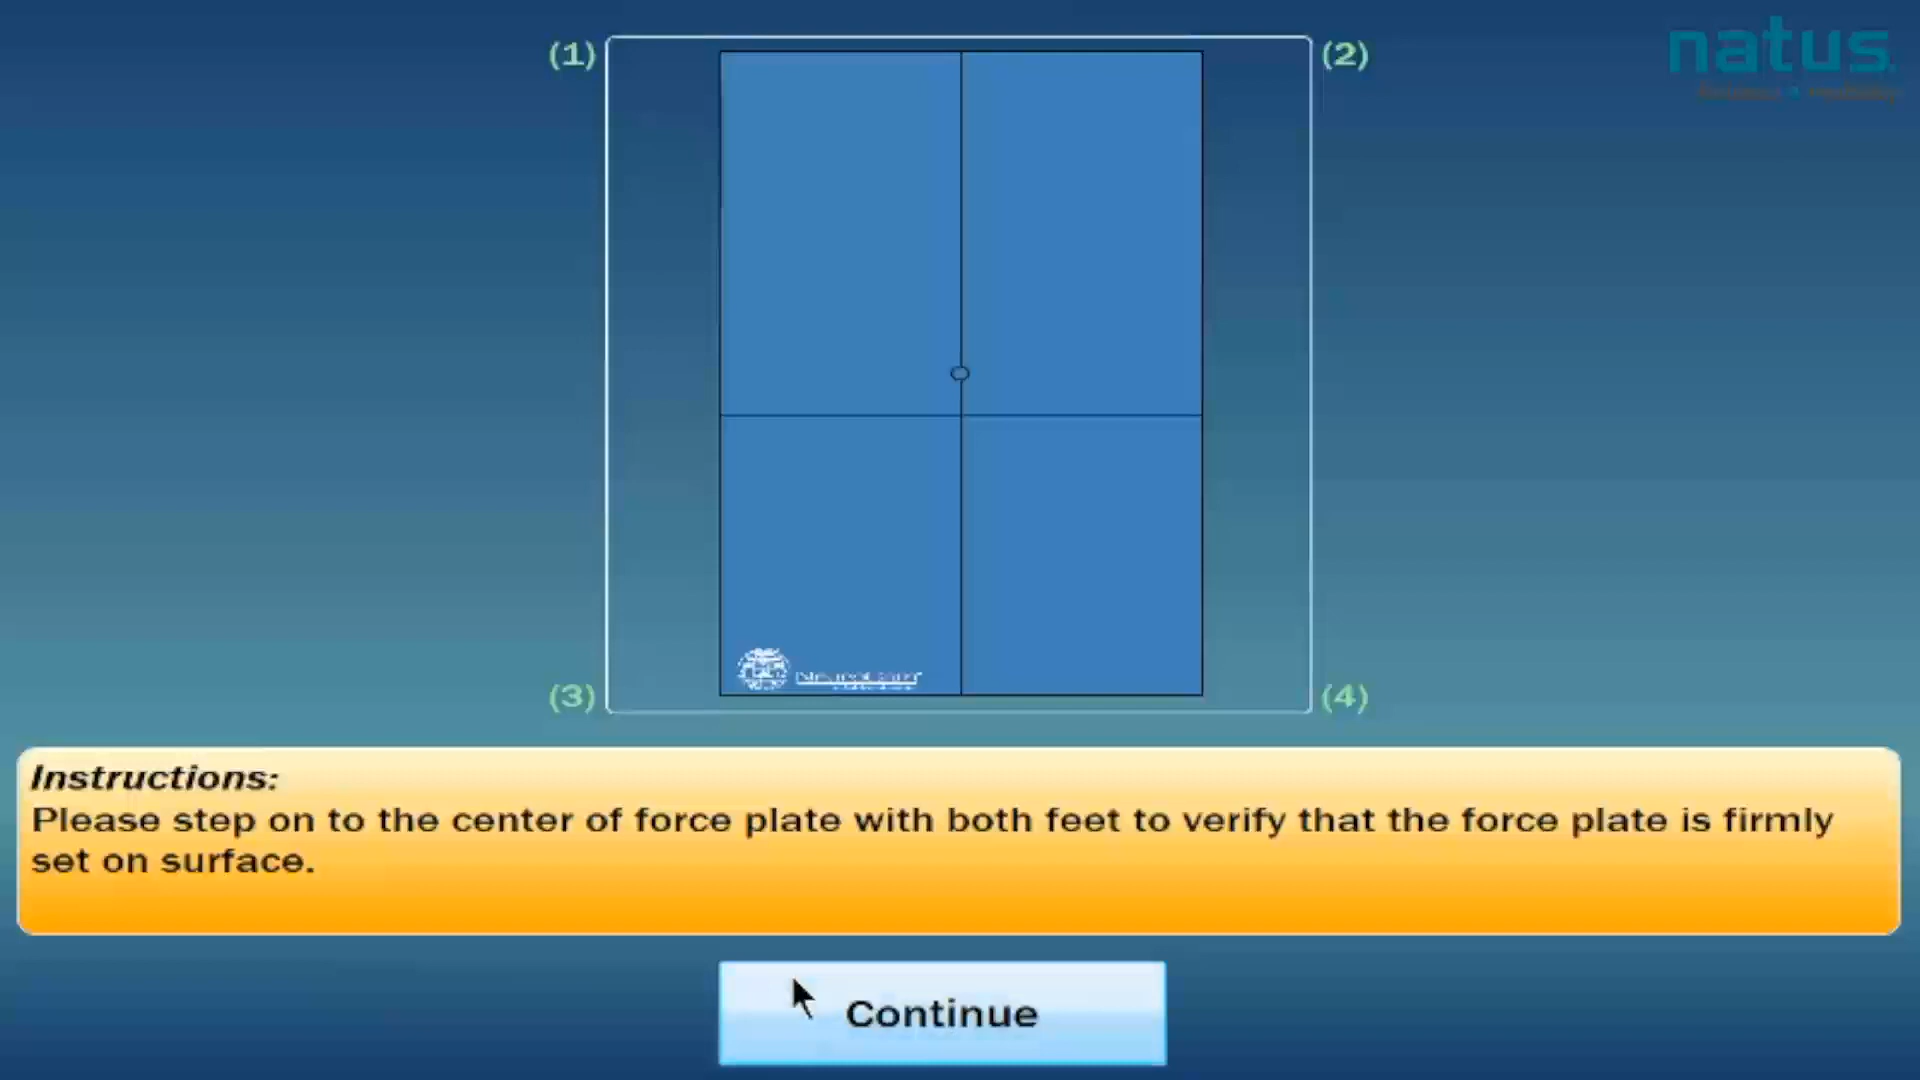 (1)
(2)
natus.
(3)
(4)
Instructions:
Please step on to the center of force plate with both feet to verify that the force plate is firmly
set on surface.
Continue